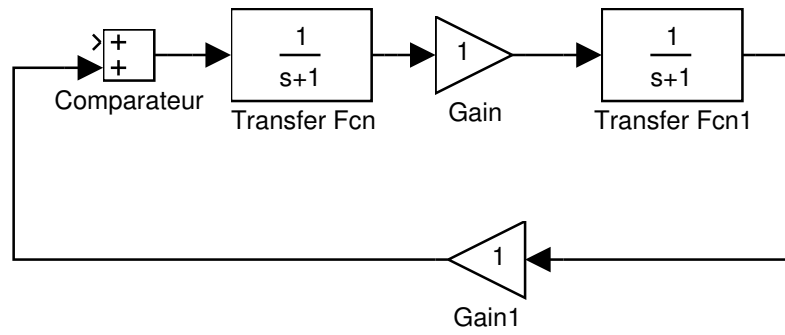 +
+
Comparateur
1
s+1
Transfer Fcn
1
Gain
1
s+1
Transfer Fcn1
1
Gain1